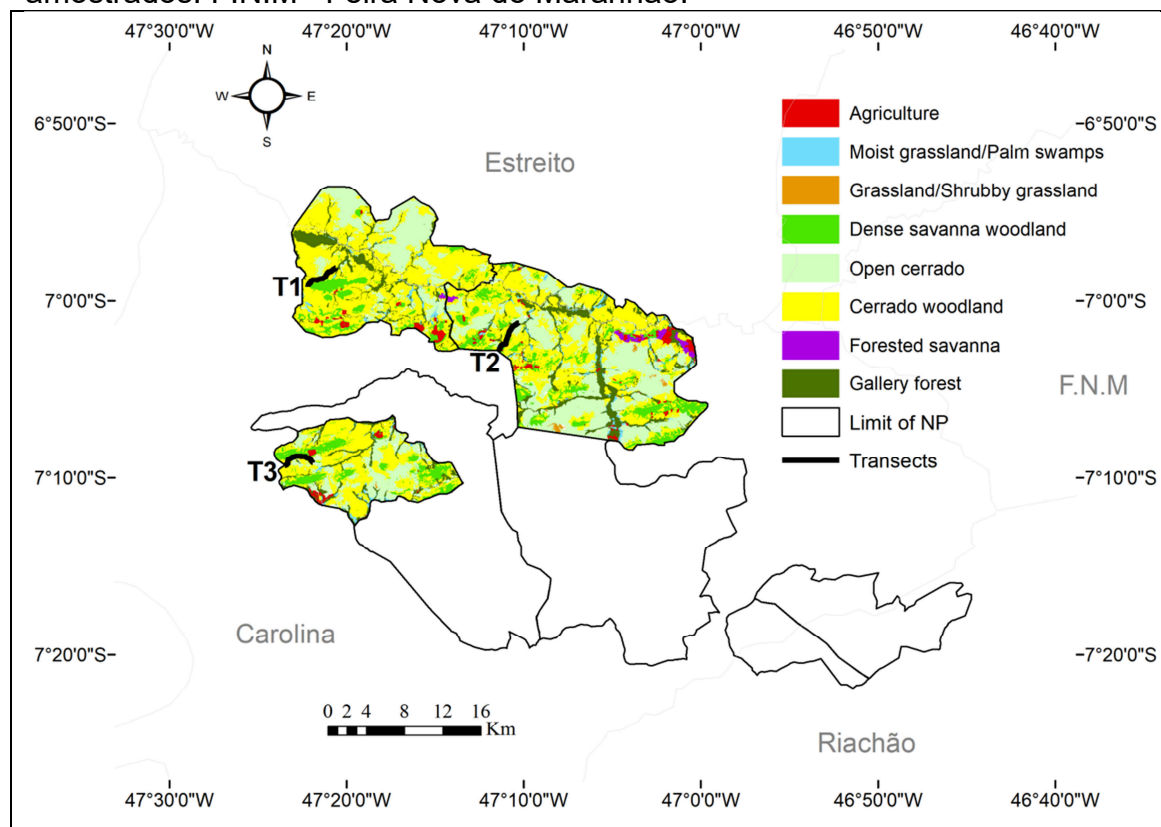 amostrados. F.N.M - Feira Nova do Maranhão.
47°30'0"W 47°20'0"W 47°10'0"W 47°0'0"W 46°50'0"W 46°40'0"W
N
W E
S
6°50'0"S
6°50'0"S
Estreito
Agriculture
Moist grassland/Palm swamps
Grassland/Shrubby grassland
Dense savanna woodland
Open cerrado
Cerrado woodland
Forested savanna
Gallery forest
Limit of NP
Transects
T1
7°0'0"S
7°0'0"S
T2
F.N.M
T3
7°10'0"S
7°10'0"S
Carolina
7°20'0"S
7°20'0"S
0 2 4 8 12 16
Km
Riachão
47°30'0"W 47°20'0"W 47°10'0"W 47°0'0"W 46°50'0"W 46°40'0"W